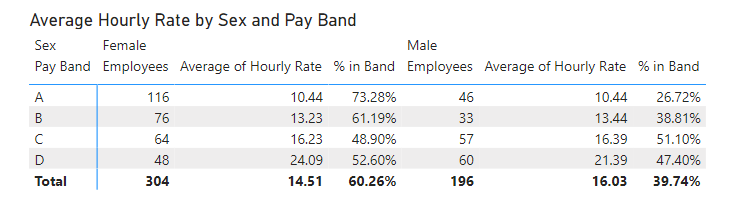 Average Hourly Rate by Sex and Pay Band
Sex Female Male
Pay Band Employees Average of Hourly Rate % in Band Employees Average of Hourly Rate % in Band
A 116 10.44 73.28% 46 10.44 26.72%
B 76 13.23 61.19% 33 13.44 38.81%
C 64 16.23 48.90% 57 16.39 51.10%
D 48 24.09 52.60% 60 21.39 47.40%
Total 304 14.51 60.26% 196 16.03 39.74%